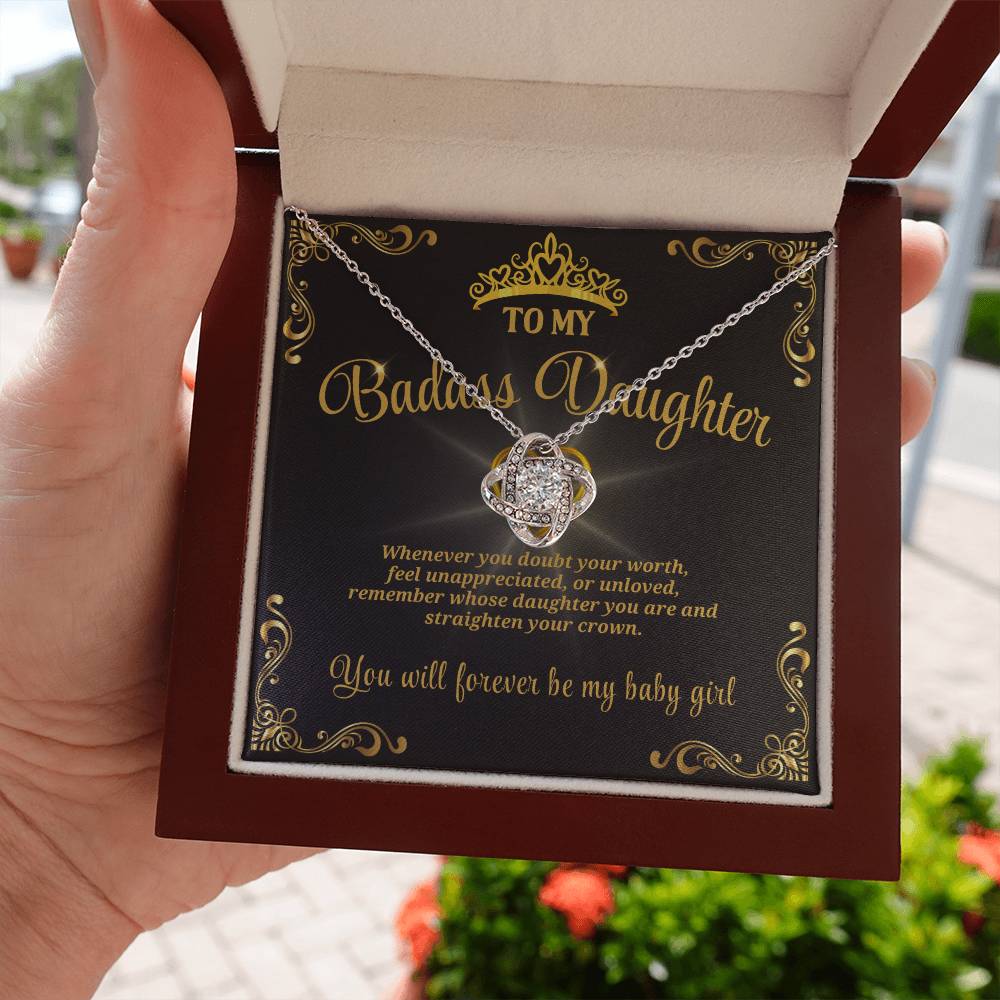 TO MY
Badass Daughter
Whenever you doubt your worth,
feel unappreciated, or unloved,
remember whose daughter you are and
straighten your crown.
You will forever be my baby girl